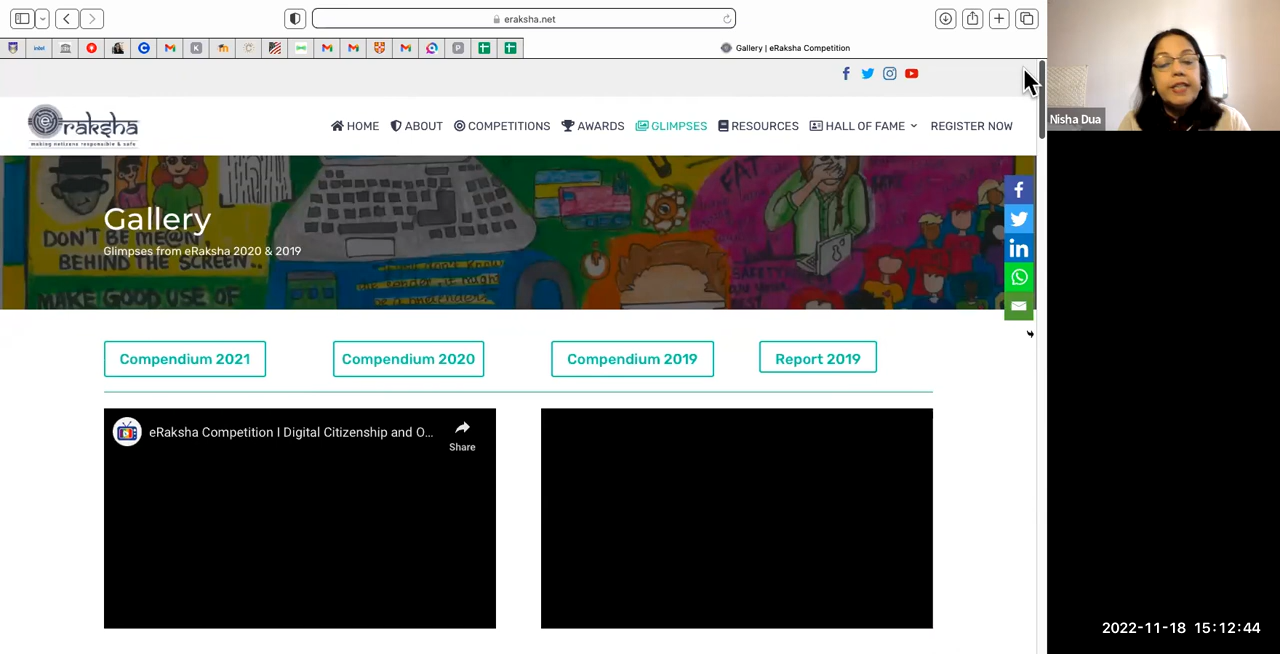 eraksha.net
intel
Gallery | eRaksha Competition
eraksha
making netizens responsible & safe
HOME
ABOUT
COMPETITIONS
AWARDS
GLIMPSES
RESOURCES
HALL OF FAME
REGISTER NOW
Nisha Dua
Gallery
Glimpses from eRaksha 2020 & 2019
DON'T BE ME@N
BEHIND THE SCREEN..
MAKE GOOD USE OF
Compendium 2021
Compendium 2020
Compendium 2019
Report 2019
eRaksha Competition I Digital Citizenship and O...
Share
2022-11-18 15:12:44